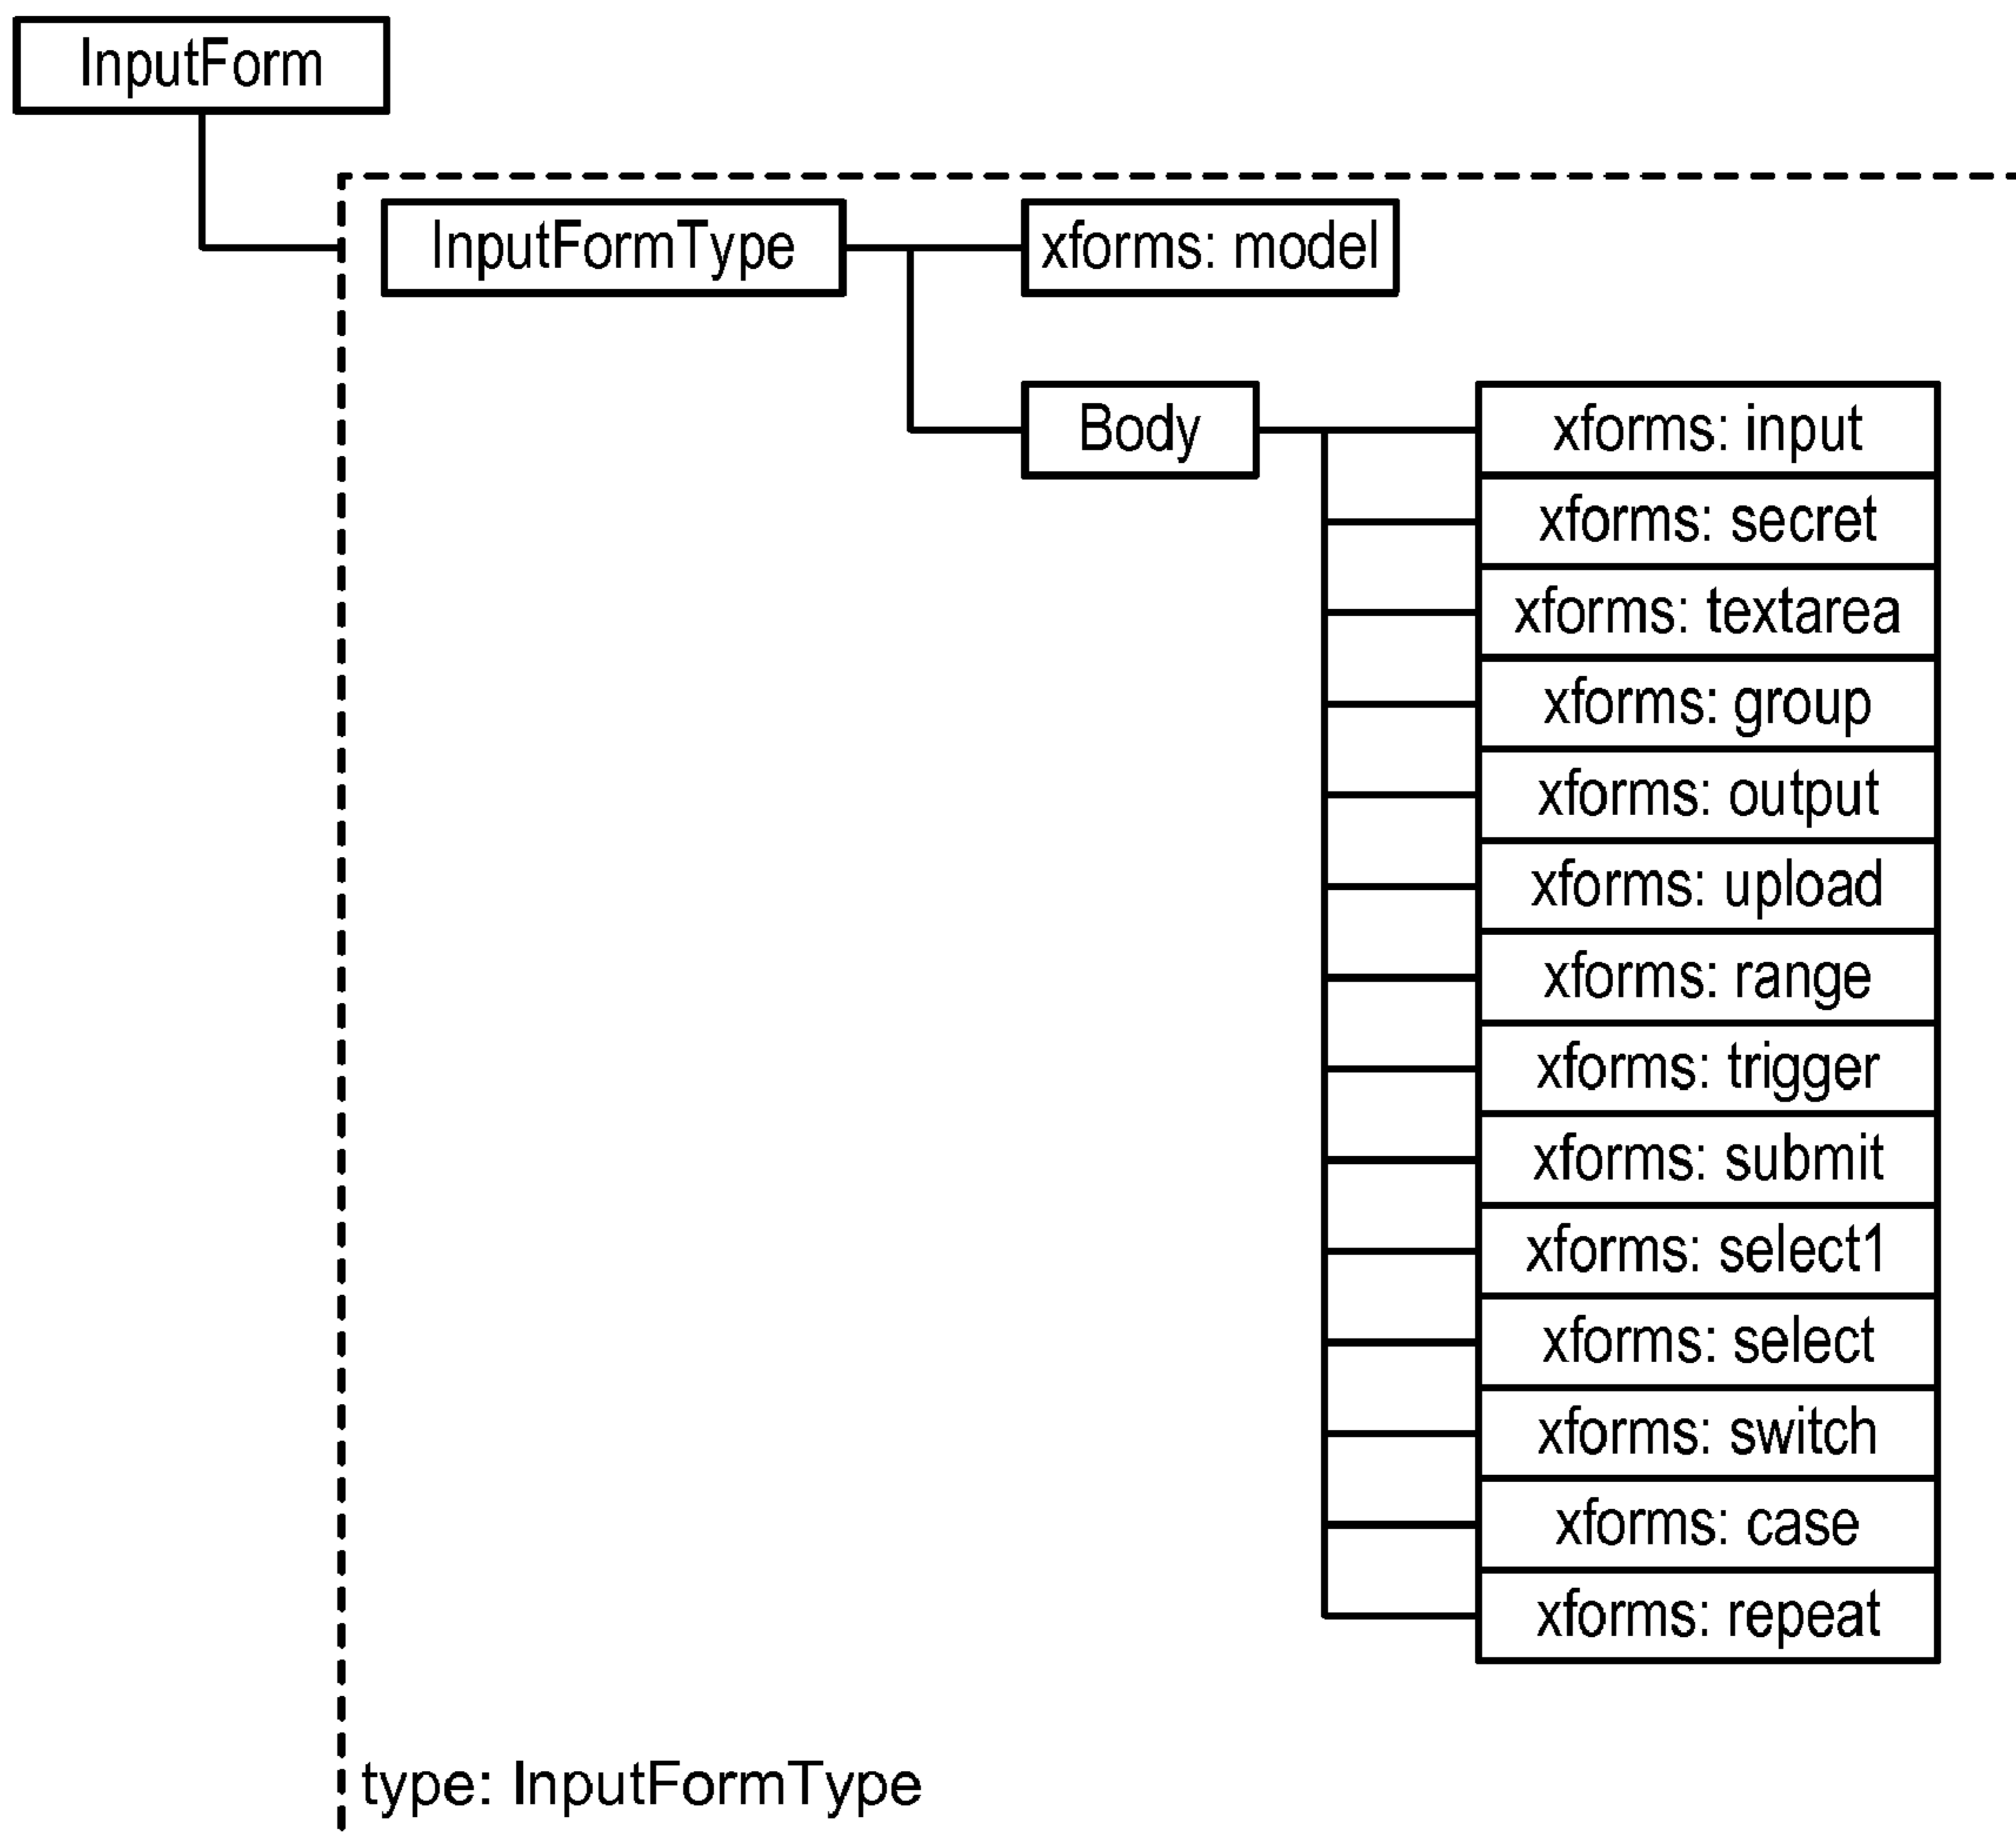 InputForm
InputFormType
xforms: model
Body
xforms: input
xforms: secret
xforms: textarea
xforms: group
xforms: output
xforms: upload
xforms: range
xforms: trigger
xforms: submit
xforms: select1
xforms: select
xforms: switch
xforms: case
xforms: repeat
type: InputFormType